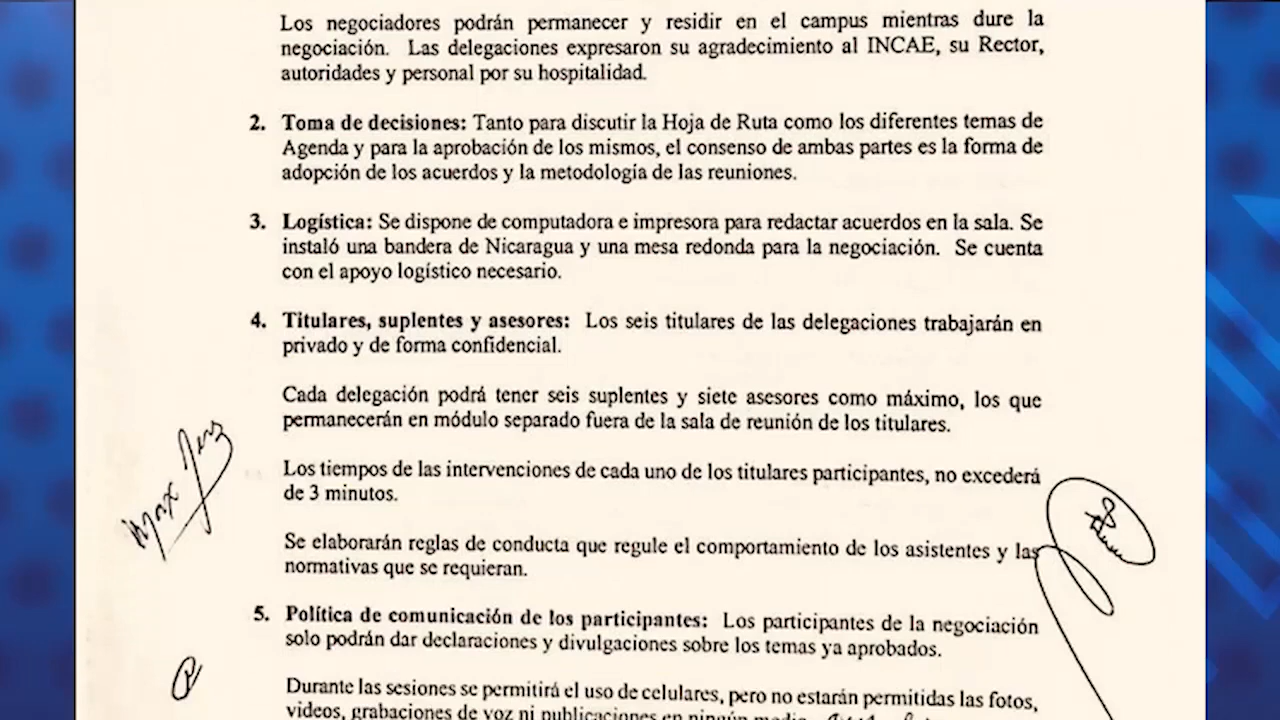 Los negociadores podrán permanecer y residir en el campus mientras dure la
negociación. Las delegaciones expresaron su agradecimiento al INCAE, su Rector,
autoridades y personal por su hospitalidad.
2. Toma de decisiones: Tanto para discutir la Hoja de Ruta como los diferentes temas de
Agenda y para la aprobación de los mismos, el consenso de ambas partes es la forma de
adopción de los acuerdos y la metodología de las reuniones.
3. Logística: Se dispone de computadora e impresora para redactar acuerdos en la sala. Se
instaló una bandera de Nicaragua y una mesa redonda para la negociación. Se cuenta
con el apoyo logístico necesario.
4. Titulares, suplentes y asesores: Los seis titulares de las delegaciones trabajarán en
privado y de forma confidencial.
Cada delegación podrá tener seis suplentes y siete asesores como máximo, los que
permanecerán en módulo separado fuera de la sala de reunión de los titulares.
Los tiempos de las intervenciones de cada uno de los titulares participantes, no excederá
de 3 minutos.
Se elaborarán reglas de conducta que regule el comportamiento de los asistentes y las
normativas que se requieran.
5. Política de comunicación de los participantes: Los participantes de la negociación
solo podrán dar declaraciones y divulgaciones sobre los temas ya aprobados.
Durante las sesiones se permitirá el uso de celulares, pero no estarán permitidas las fotos,
videos, grabaciones de voz ni publicaciones en ningún medio
Max